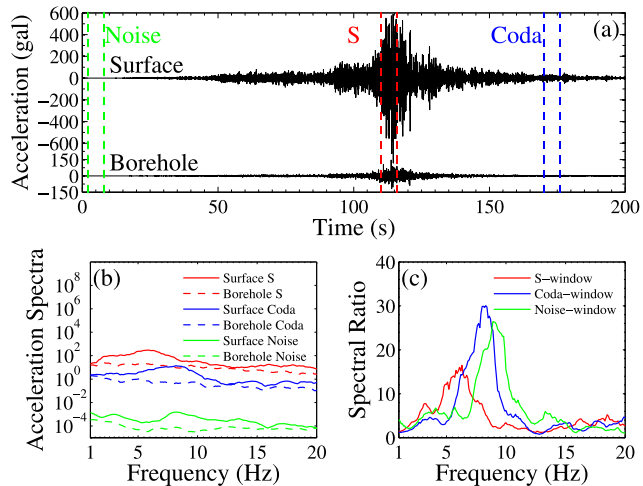 600
400
200
0
−200
−400
−600
150
0
−150
Acceleration (gal)
Noise
S
Coda
(a)
Surface
Borehole
0 50 100 150 200
Time (s)
(b)
Acceleration Spectra
10^8
10^6
10^4
10^2
10^0
10^−2
10^−4
Surface S
Borehole S
Surface Coda
Borehole Coda
Surface Noise
Borehole Noise
1 5 10 15 20
Frequency (Hz)
(c)
Spectral Ratio
40
30
20
10
0
S−window
Coda−window
Noise−window
1 5 10 15 20
Frequency (Hz)